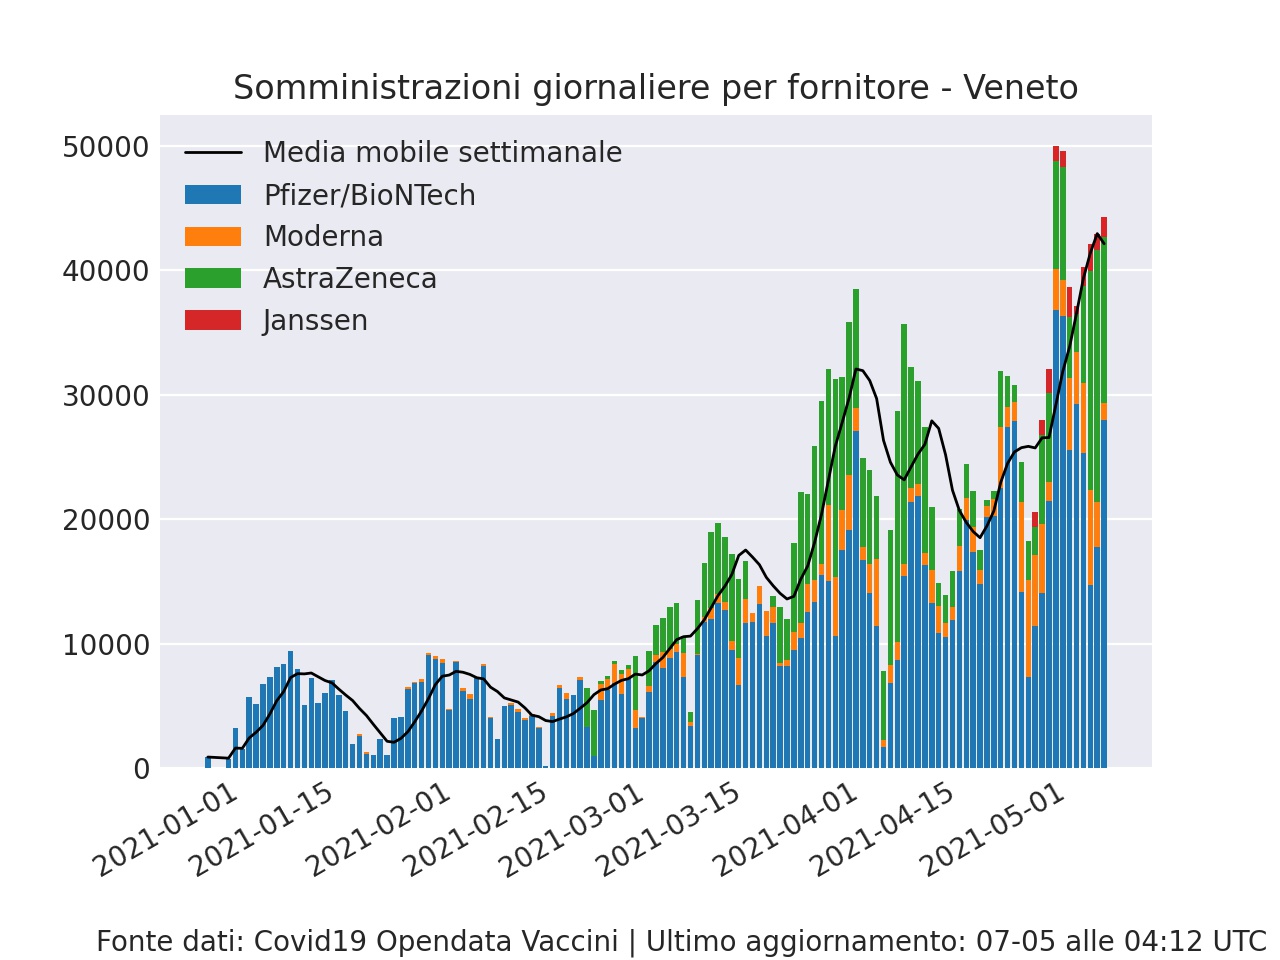 Somministrazioni giornaliere per fornitore - Veneto
Media mobile settimanale
Pfizer/BioNTech
Moderna
AstraZeneca
Janssen
50000
40000
30000
20000
10000
0
2021-01-01
2021-01-15
2021-02-01
2021-02-15
2021-03-01
2021-03-15
2021-04-01
2021-04-15
2021-05-01
Fonte dati: Covid19 Opendata Vaccini | Ultimo aggiornamento: 07-05 alle 04:12 UTC